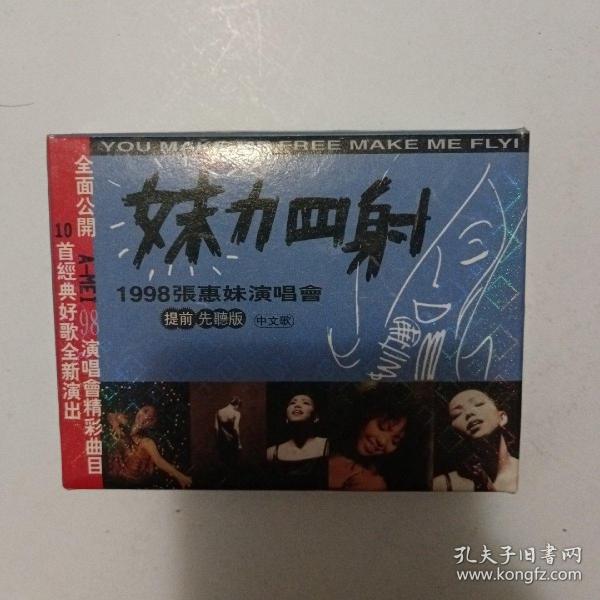 YOU MAKE ME FREE MAKE ME FLY!
妹力四射
1998張惠妹演唱會
提前 先聽版 中文歌
全面公開 A-MEI 98演唱會精彩曲目
10首經典好歌全新演出
孔夫子旧书网
www.kongfz.com